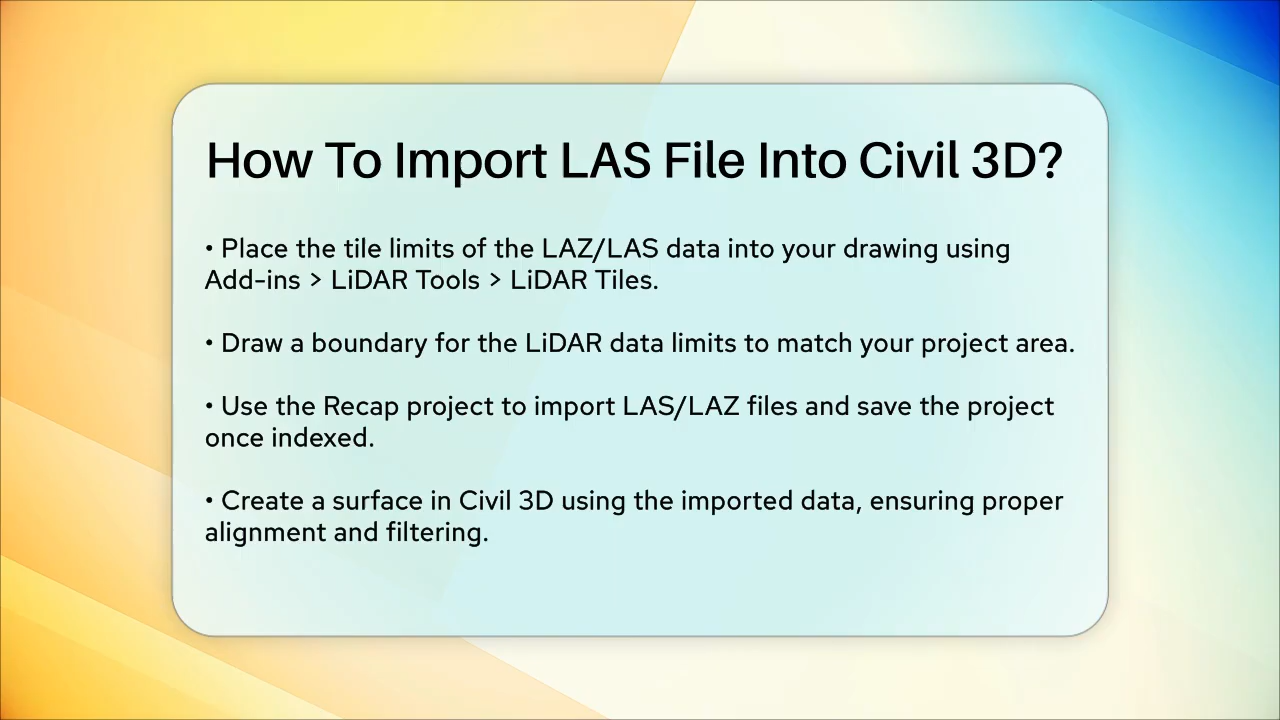 How To Import LAS File Into Civil 3D?
• Place the tile limits of the LAZ/LAS data into your drawing using
Add-ins > LiDAR Tools > LiDAR Tiles.
• Draw a boundary for the LiDAR data limits to match your project area.
• Use the Recap project to import LAS/LAZ files and save the project
once indexed.
• Create a surface in Civil 3D using the imported data, ensuring proper
alignment and filtering.